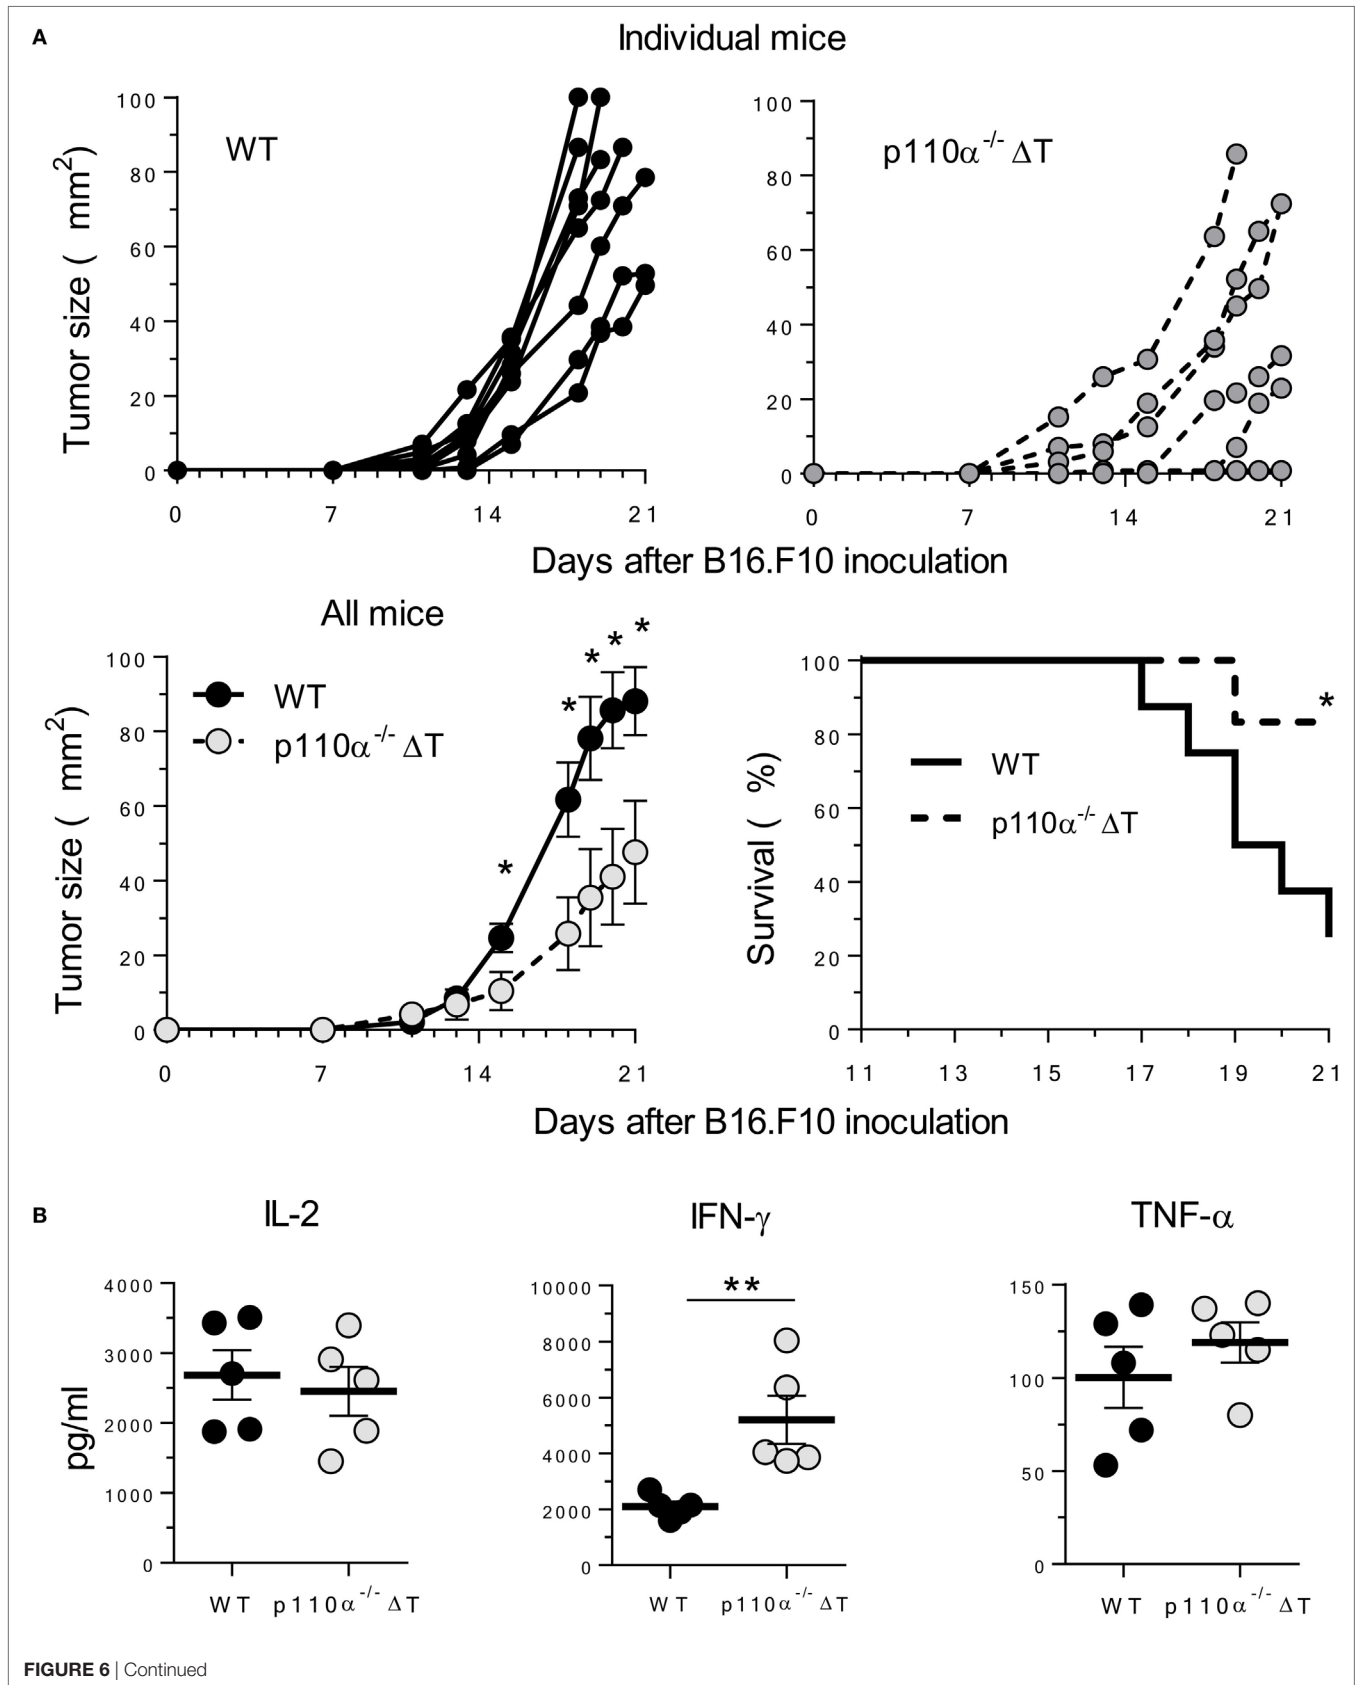 A
Individual mice
WT
p110α-/- ΔT
Tumor size ( mm2)
100
80
60
40
20
0
0 7 14 21
100
80
60
40
20
0
0 7 14 21
Days after B16.F10 inoculation
All mice
WT
p110α-/- ΔT
Tumor size ( mm2)
100
80
60
40
20
0
0 7 14 21
* * * * *
Survival ( %)
100
80
60
40
20
0
11 13 15 17 19 21
WT
p110α-/- ΔT
*
Days after B16.F10 inoculation
B
IL-2
IFN-γ
TNF-α
pg/ml
4000
3000
2000
1000
0
WT p110α-/- ΔT
10000
8000
6000
4000
2000
0
**
WT p110α-/- ΔT
150
100
50
0
WT p110α-/- ΔT
FIGURE 6 | Continued